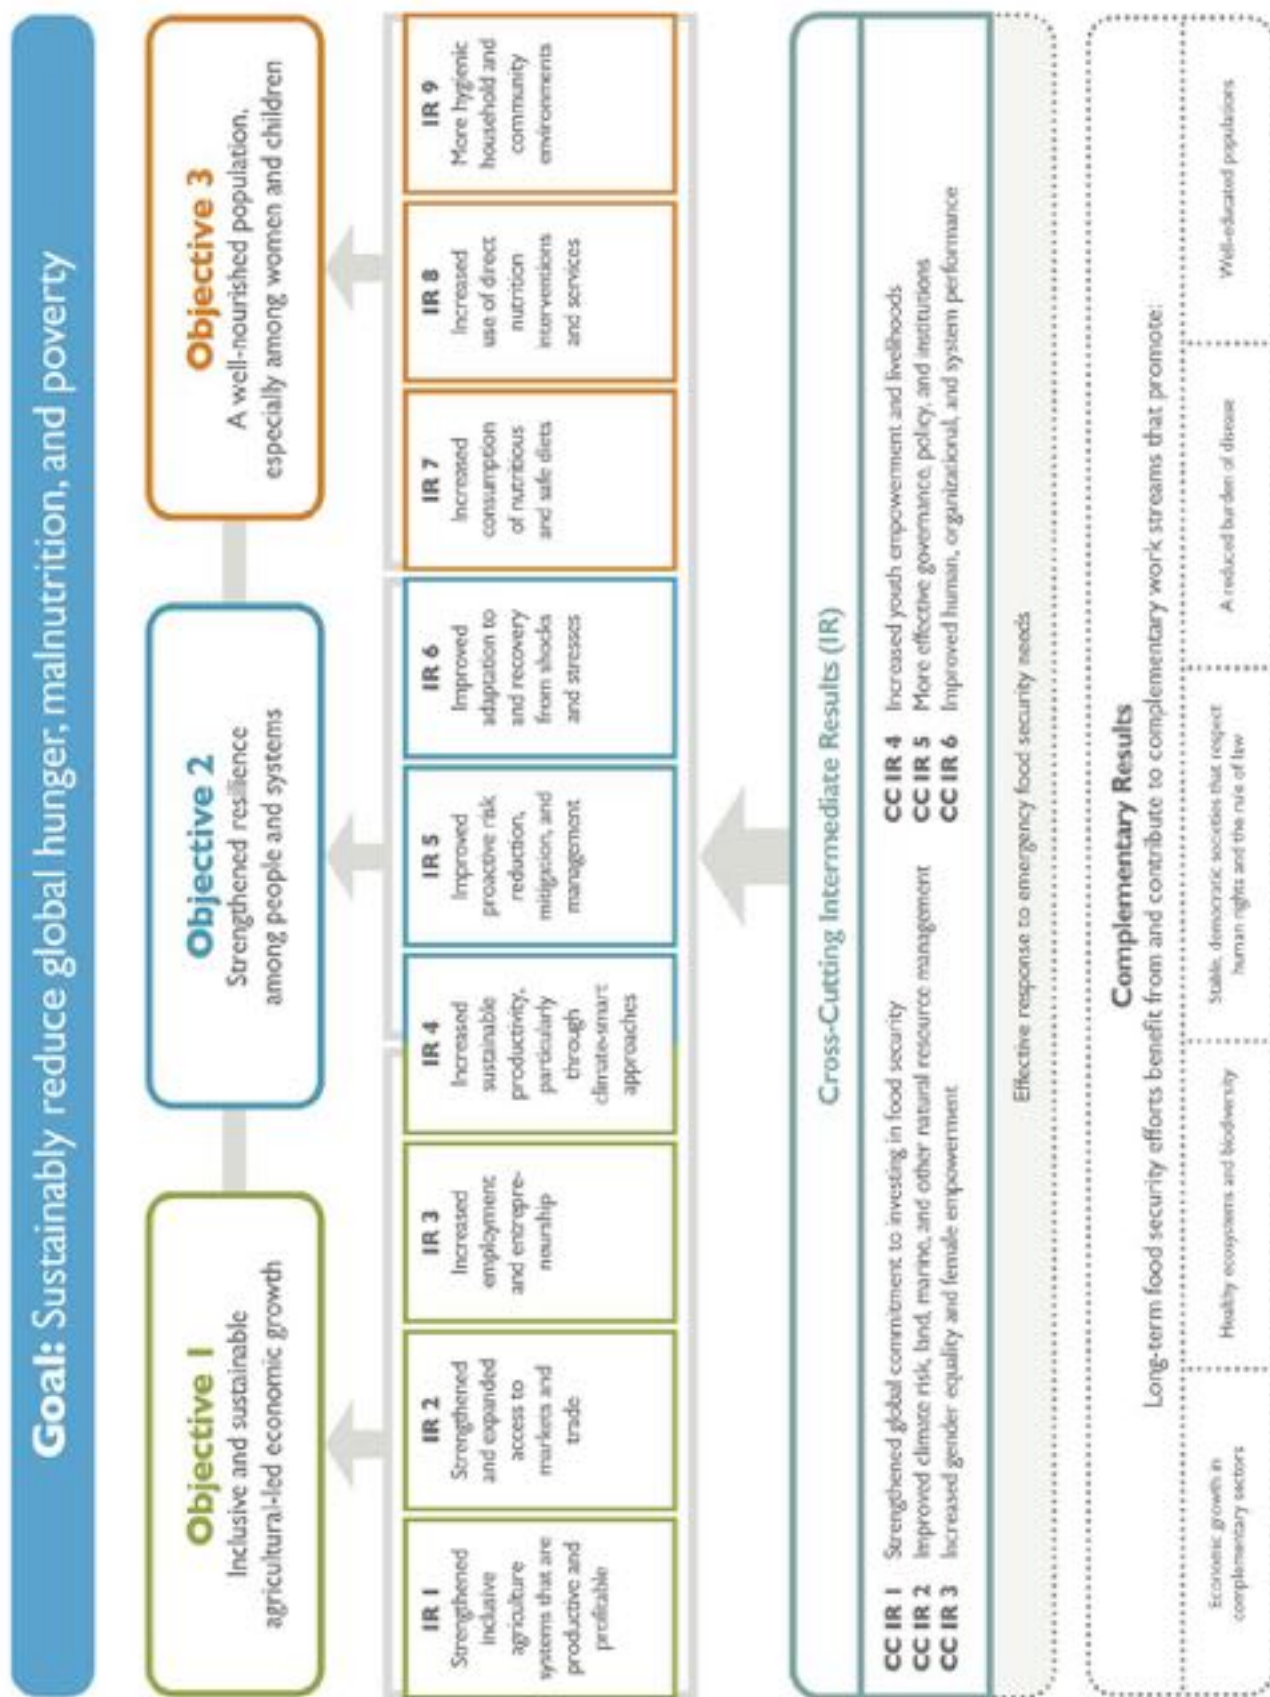 Goal: Sustainably reduce global hunger, malnutrition, and poverty
Objective 1
Inclusive and sustainable
agricultural-led economic growth
Objective 2
Strengthened resilience
among people and systems
Objective 3
A well-nourished population,
especially among women and children
IR 1
Strengthened
inclusive
agriculture
systems that are
productive and
profitable
IR 2
Strengthened
and expanded
access to
markets and
trade
IR 3
Increased
employment
and entrepre-
neurship
IR 4
Increased
sustainable
productivity,
particularly
through
climate-smart
approaches
IR 5
Improved
proactive risk
reduction,
mitigation, and
management
IR 6
Improved
adaptation to
and recovery
from shocks
and stresses
IR 7
Increased
consumption
of nutritious
and safe diets
IR 8
Increased
use of direct
nutrition
interventions
and services
IR 9
More hygienic
household and
community
environments
Cross-Cutting Intermediate Results (IR)
CC IR 1 Strengthened global commitment to investing in food security
CC IR 2 Improved climate risk, land, marine, and other natural resource management
CC IR 3 Increased gender equality and female empowerment
CC IR 4 Increased youth empowerment and livelihoods
CC IR 5 More effective governance, policy, and institutions
CC IR 6 Improved human, organizational, and system performance
Effective response to emergency food security needs
Complementary Results
Long-term food security efforts benefit from and contribute to complementary work streams that promote:
Economic growth in
complementary sectors
Healthy ecosystems and biodiversity
Stable, democratic societies that respect
human rights and the rule of law
A reduced burden of disease
Well-educated populations